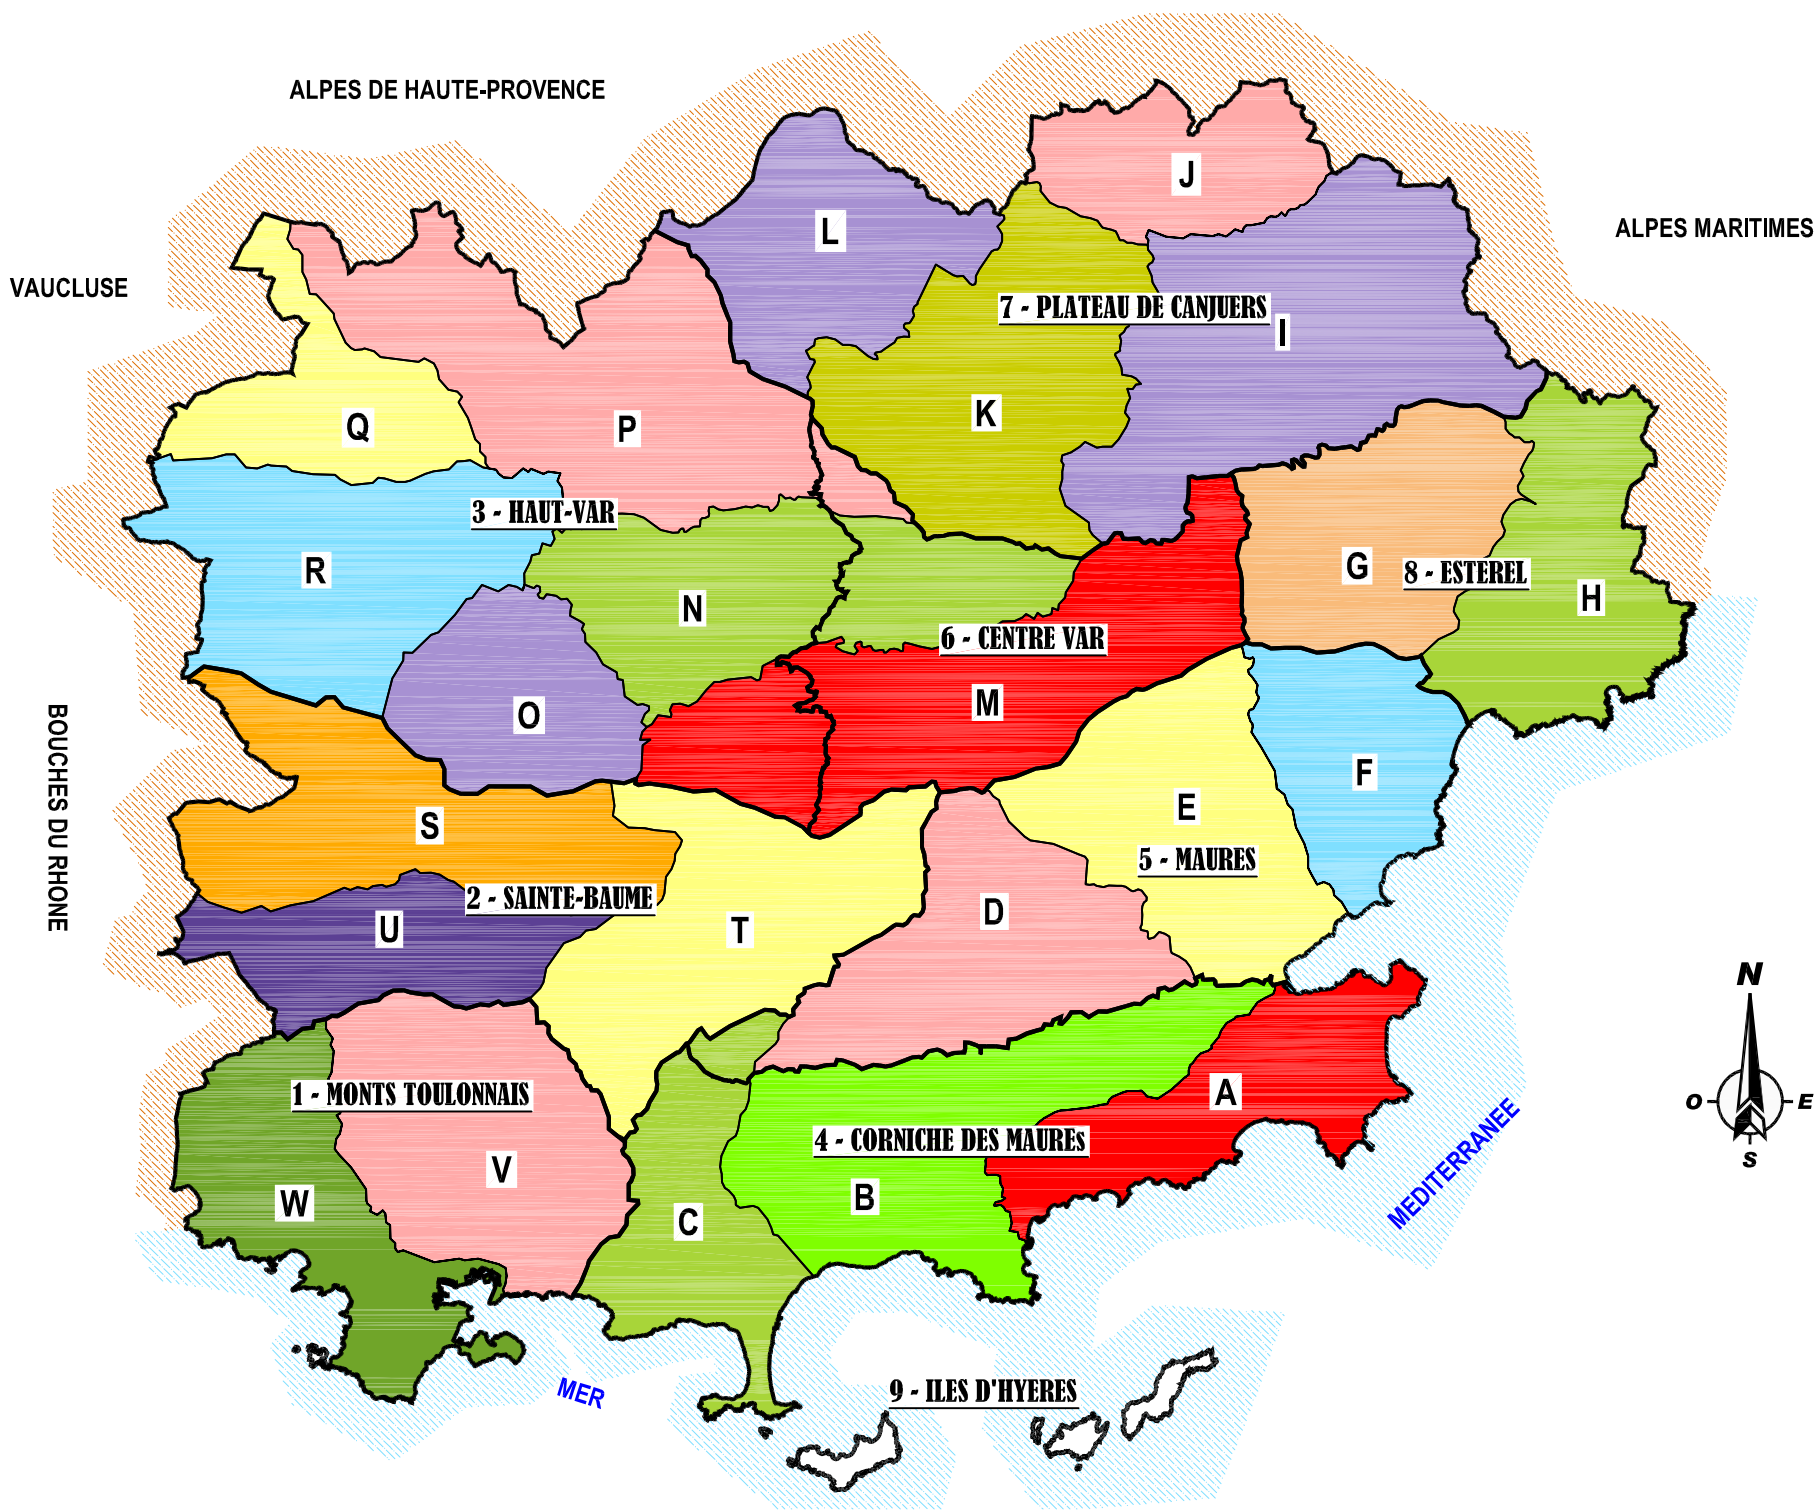 ALPES DE HAUTE-PROVENCE
J
ALPES MARITIMES
L
VAUCLUSE
7 - PLATEAU DE CANJUERS
I
K
Q
P
3 - HAUT-VAR
R
G
8 - ESTEREL
H
N
6 - CENTRE VAR
M
O
BOUCHES DU RHONE
F
E
S
5 - MAURES
2 - SAINTE-BAUME
D
U
T
N
O
E
S
1 - MONTS TOULONNAIS
A
4 - CORNICHE DES MAURES
V
B
W
C
MEDITERRANEE
MER
9 - ILES D'HYERES